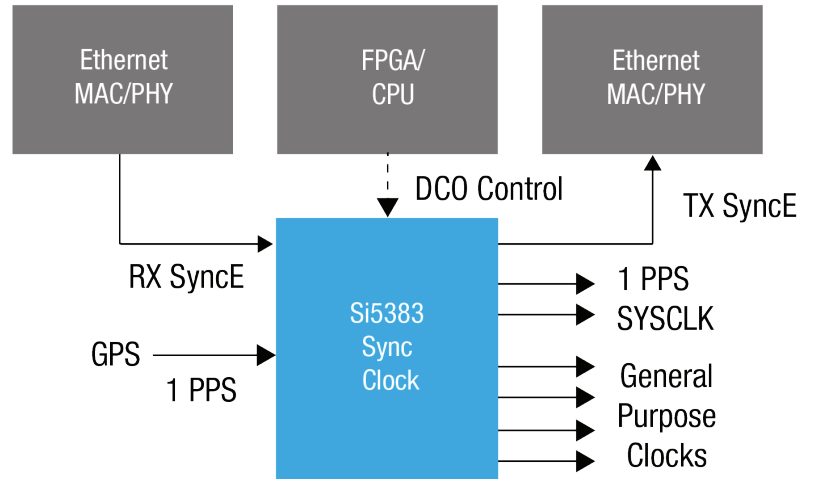 Ethernet
MAC/PHY
FPGA/
CPU
Ethernet
MAC/PHY
DCO Control
TX SyncE
RX SyncE
GPS
1 PPS
Si5383
Sync
Clock
1 PPS
SYSCLK
General
Purpose
Clocks